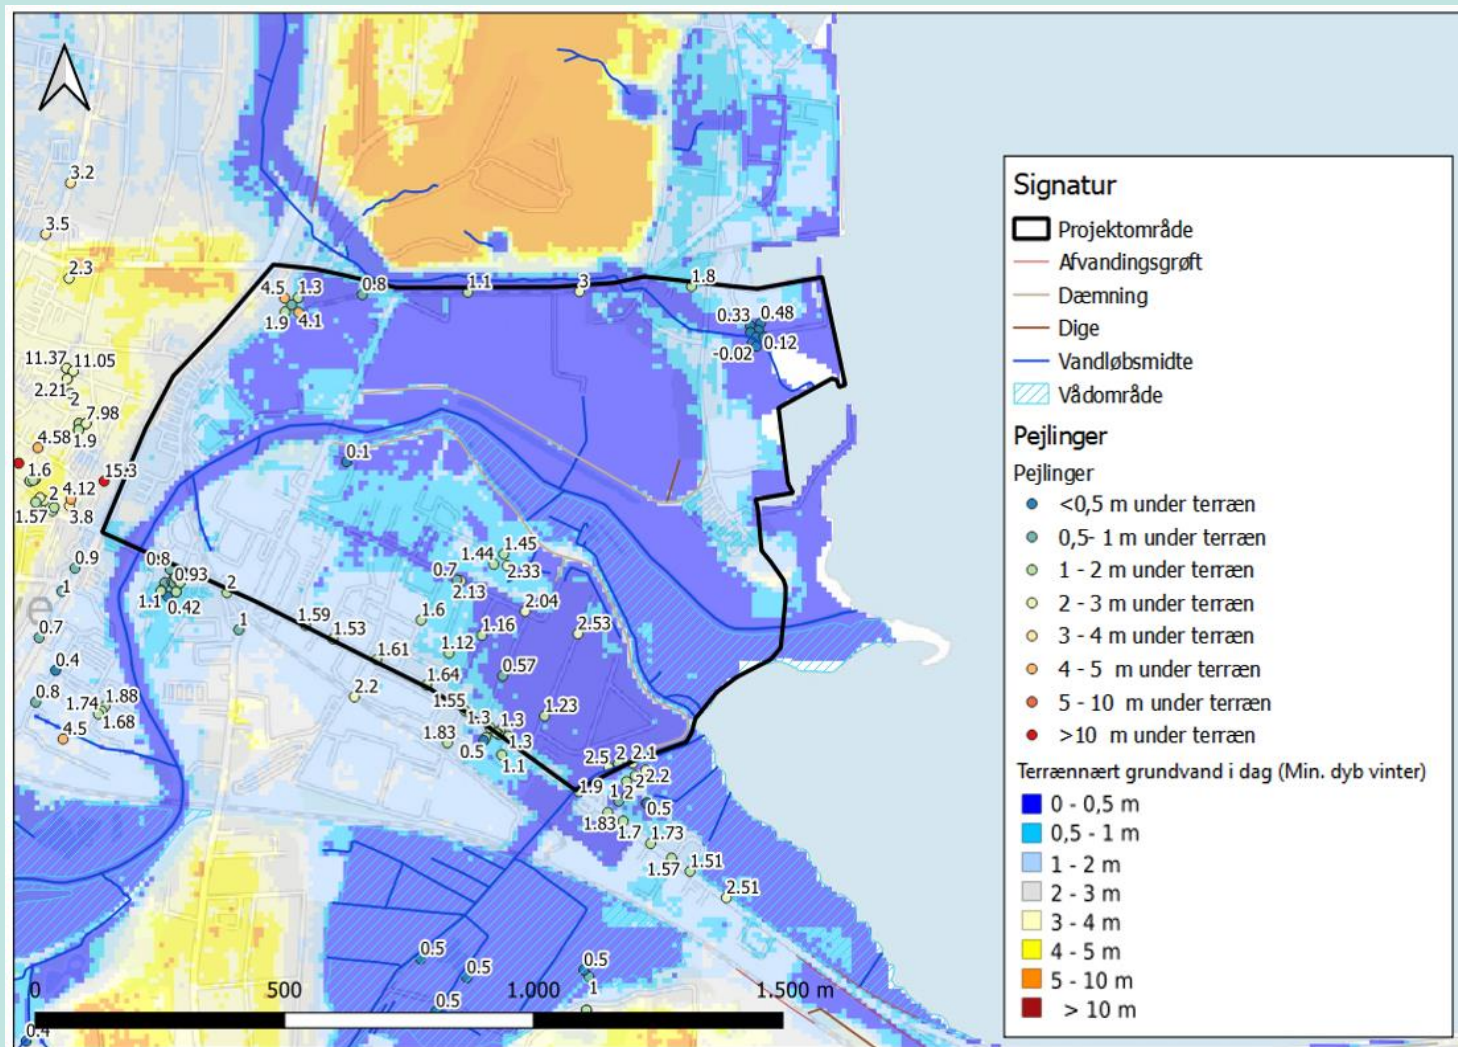 3.2
3.5
2.3
4.5 1.3
0.8
1.1
3
1.8
1.9 4.1
0.33 0.48
-0.02 0.12
11.37 11.05
2.21
2
7.98
1.9
4.58
1.6
15.3
2 4.12
1.57 3.8
0.1
0.9
0.8
0.93
1
ve
1.1 0.42
2
1
0.7
0.4
0.8
1.74 1.88
1.68
4.5
1.59
1.53
1.61
1.64
1.55
2.2
1.83
1.44 1.45
0.7 2.33
2.13
1.6
2.04
1.16
1.12
2.53
0.57
1.23
1.3 1.3
0.5 1.3
1.1
2.5 2 2.1
2.2
1.9 1 2 2
0.5
1.83 1.7
1.73
1.57 1.51
2.51
0.5
0.5
0.5
0.5
1
0.4
0 500 1.000 1.500 m
Signatur
Projektområde
Afvandingsgrøft
Dæmning
Dige
Vandløbsmidte
Vådområde
Pejlinger
Pejlinger
<0,5 m under terræn
0,5- 1 m under terræn
1 - 2 m under terræn
2 - 3 m under terræn
3 - 4 m under terræn
4 - 5 m under terræn
5 - 10 m under terræn
>10 m under terræn
Terrænnært grundvand i dag (Min. dyb vinter)
0 - 0,5 m
0,5 - 1 m
1 - 2 m
2 - 3 m
3 - 4 m
4 - 5 m
5 - 10 m
> 10 m